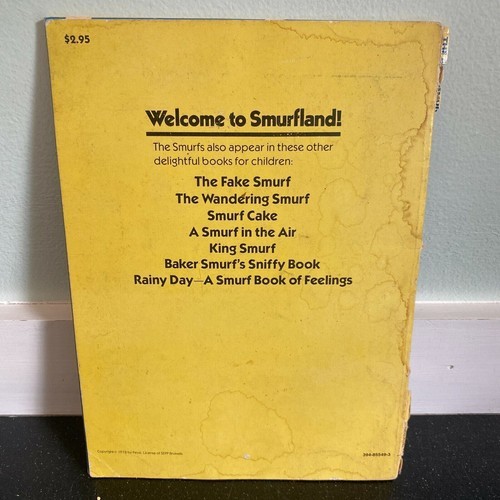 $2.95
Welcome to Smurfland!
The Smurfs also appear in these other
delightful books for children:
The Fake Smurf
The Wandering Smurf
Smurf Cake
A Smurf in the Air
King Smurf
Baker Smurf's Sniffy Book
Rainy Day—A Smurf Book of Feelings